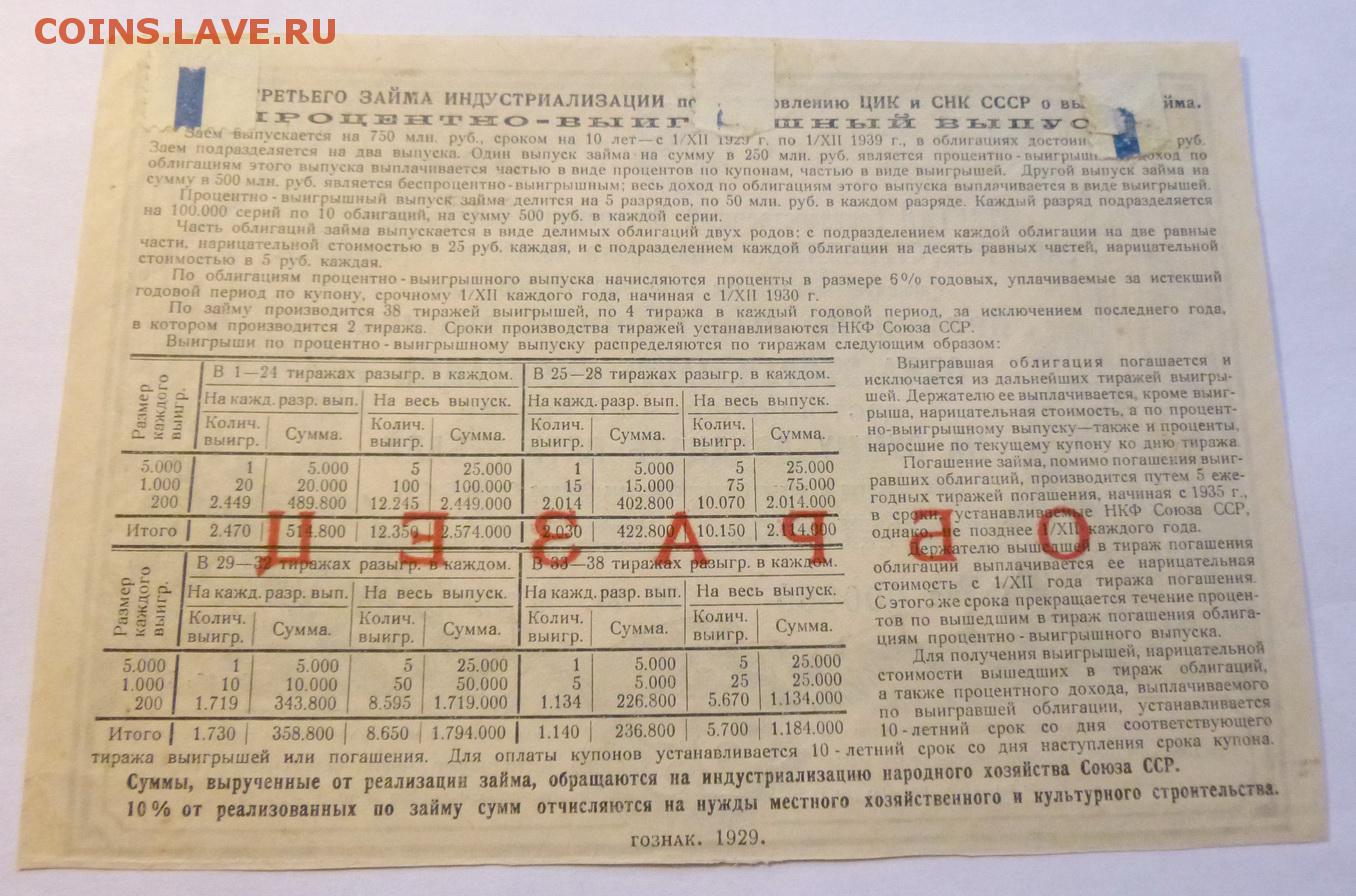 COINS.LAVE.RU
РЕТЬЕГО ЗАЙМА ИНДУСТРИАЛИЗАЦИИ по овлению ЦИК и СНК СССР о вы йма.
ПРОЦЕНТНО-ВЫИГ ШНЫЙ ВЫПУС
Заем выпускается на 750 млн. руб., сроком на 10 лет—с 1/XII 1929 г. по 1/XII 1939 г., в облигациях достоин руб.
Заем подразделяется на два выпуска. Один выпуск займа на сумму в 250 млн. руб. является процентно-выигрыш доход по
облигациям этого выпуска выплачивается частью в виде процентов по купонам, частью в виде выигрышей. Другой выпуск займа на
сумму в 500 млн. руб. является беспроцентно-выигрышным; весь доход по облигациям этого выпуска выплачивается в виде выигрышей.
Процентно-выигрышный выпуск займа делится на 5 разрядов, по 50 млн. руб. в каждом разряде. Каждый разряд подразделяется
на 100.000 серий по 10 облигаций, на сумму 500 руб. в каждой серии.
Часть облигаций займа выпускается в виде делимых облигаций двух родов: с подразделением каждой облигации на две равные
части, нарицательной стоимостью в 25 руб. каждая, и с подразделением каждой облигации на десять равных частей, нарицательной
стоимостью в 5 руб. каждая.
По облигациям процентно-выигрышного выпуска начисляются проценты в размере 6% годовых, уплачиваемые за истекший
годовой период по купону, срочному 1/XII каждого года, начиная с 1/XII 1930 г.
По займу производится 38 тиражей выигрышей, по 4 тиража в каждый годовой период, за исключением последнего года,
в котором производится 2 тиража. Сроки производства тиражей устанавливаются НКФ Союза ССР.
Выигрыши по процентно-выигрышному выпуску распределяются по тиражам следующим образом:
Размер каждого выигр.
В 1—24 тиражах разыгр. в каждом. В 25—28 тиражах разыгр. в каждом.
На кажд. разр. вып. На весь выпуск. На кажд. разр. вып. На весь выпуск.
Колич. выигр. Сумма. Колич. выигр. Сумма. Колич. выигр. Сумма. Колич. выигр. Сумма.
5.000 1 5.000 5 25.000 1 5.000 5 25.000
1.000 20 20.000 100 100.000 15 15.000 75 75.000
200 2.449 489.800 12.245 2.449.000 2.014 402.800 10.070 2.014.000
Итого 2.470 514.800 12.350 2.574.000 2.030 422.800 10.150 2.114.000
ОБРАЗЕЦ
Размер каждого выигр.
В 29—32 тиражах разыгр. в каждом. В 33—38 тиражах разыгр. в каждом.
На кажд. разр. вып. На весь выпуск. На кажд. разр. вып. На весь выпуск.
Колич. выигр. Сумма. Колич. выигр. Сумма. Колич. выигр. Сумма. Колич. выигр. Сумма.
5.000 1 5.000 5 25.000 1 5.000 5 25.000
1.000 10 10.000 50 50.000 5 5.000 25 25.000
200 1.719 343.800 8.595 1.719.000 1.134 226.800 5.670 1.134.000
Итого 1.730 358.800 8.650 1.794.000 1.140 236.800 5.700 1.184.000
Выигравшая облигация погашается и
исключается из дальнейших тиражей выигры-
шей. Держателю ее выплачивается, кроме выиг-
рыша, нарицательная стоимость, а по процент-
но-выигрышному выпуску—также и проценты,
наросшие по текущему купону ко дню тиража.
Погашение займа, помимо погашения выиг-
равших облигаций, производится путем 5 еже-
годных тиражей погашения, начиная с 1935 г.,
в сроки, устанавливаемые НКФ Союза ССР,
однако, не позднее 1/XII каждого года.
Держателю вышедшей в тираж погашения
облигации выплачивается ее нарицательная
стоимость с 1/XII года тиража погашения.
С этого же срока прекращается течение процен-
тов по вышедшим в тираж погашения облига-
циям процентно-выигрышного выпуска.
Для получения выигрышей, нарицательной
стоимости вышедших в тираж облигаций,
а также процентного дохода, выплачиваемого
по выигравшей облигации, устанавливается
10-летний срок со дня соответствующего
тиража выигрышей или погашения. Для оплаты купонов устанавливается 10-летний срок со дня наступления срока купона.
Суммы, вырученные от реализации займа, обращаются на индустриализацию народного хозяйства Союза ССР.
10% от реализованных по займу сумм отчисляются на нужды местного хозяйственного и культурного строительства.
ГОЗНАК. 1929.